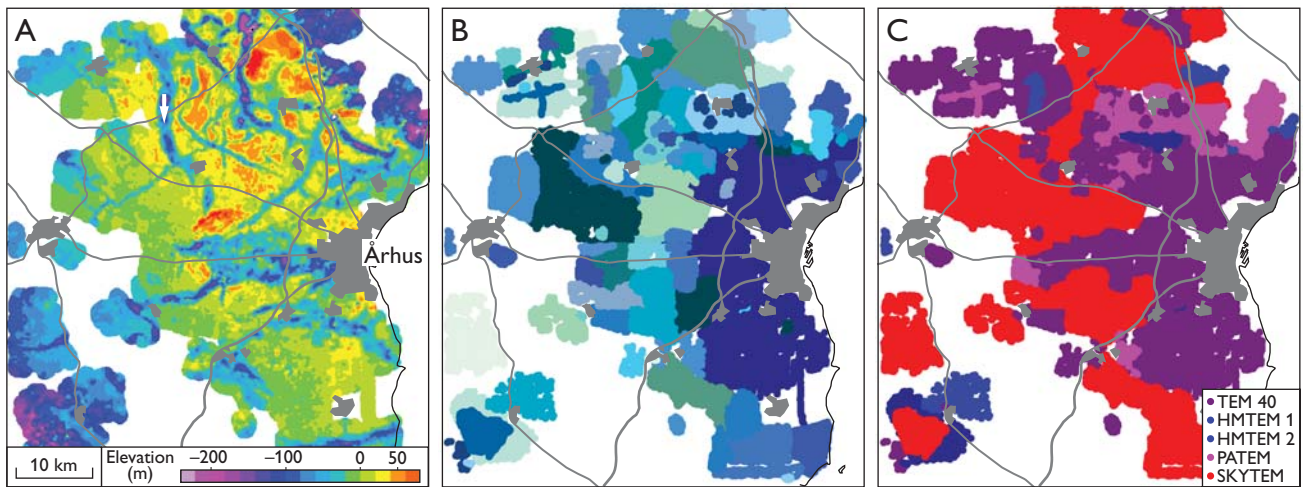 A
Århus
10 km
Elevation
(m)
–200
–100
0
50
B
C
TEM 40
HMTEM 1
HMTEM 2
PATEM
SKYTEM